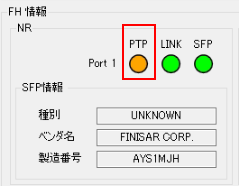 FH 情報
NR
PTP LINK SFP
Port 1
SFP情報
種別 UNKNOWN
ベンダ名 FINISAR CORP.
製造番号 AYS1MJH